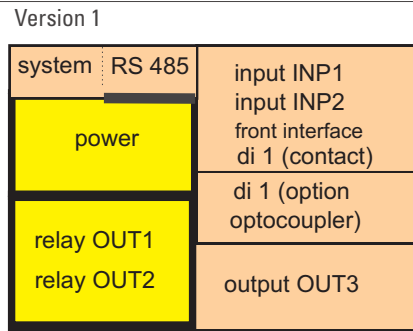 Version 1
system RS 485
power
input INP1
input INP2
front interface
di 1 (contact)
di 1 (option
optocoupler)
relay OUT1
relay OUT2
output OUT3